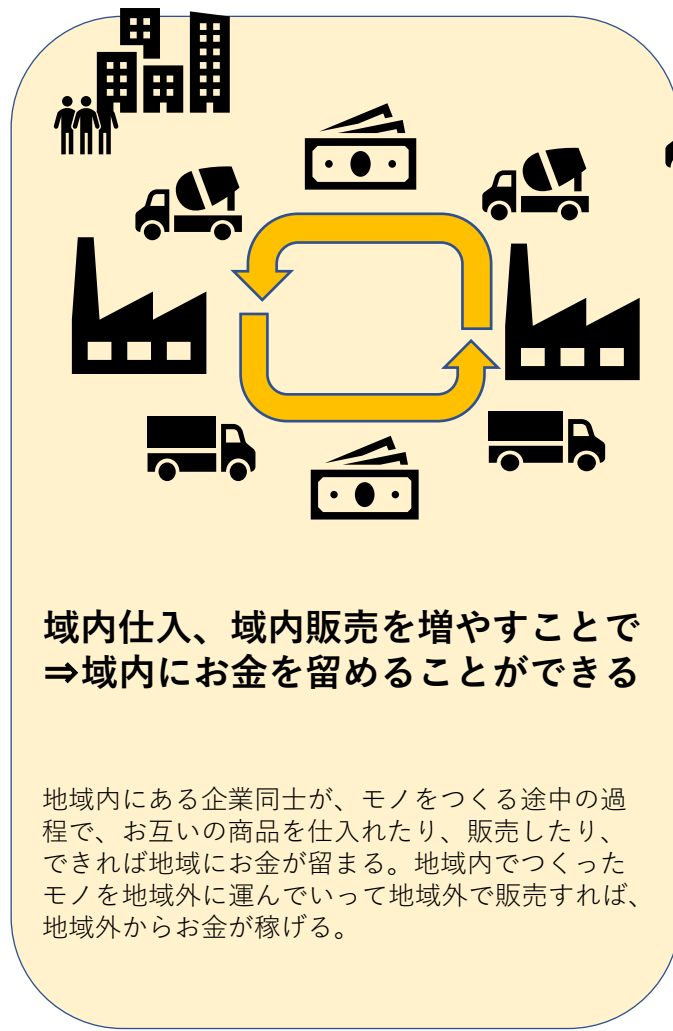 域内仕入、域内販売を増やすことで
⇒域内にお金を留めることができる
地域内にある企業同士が、モノをつくる途中の過
程で、お互いの商品を仕入れたり、販売したり、
できれば地域にお金が留まる。地域内でつくった
モノを地域外に運んでいって地域外で販売すれば、
地域外からお金が稼げる。